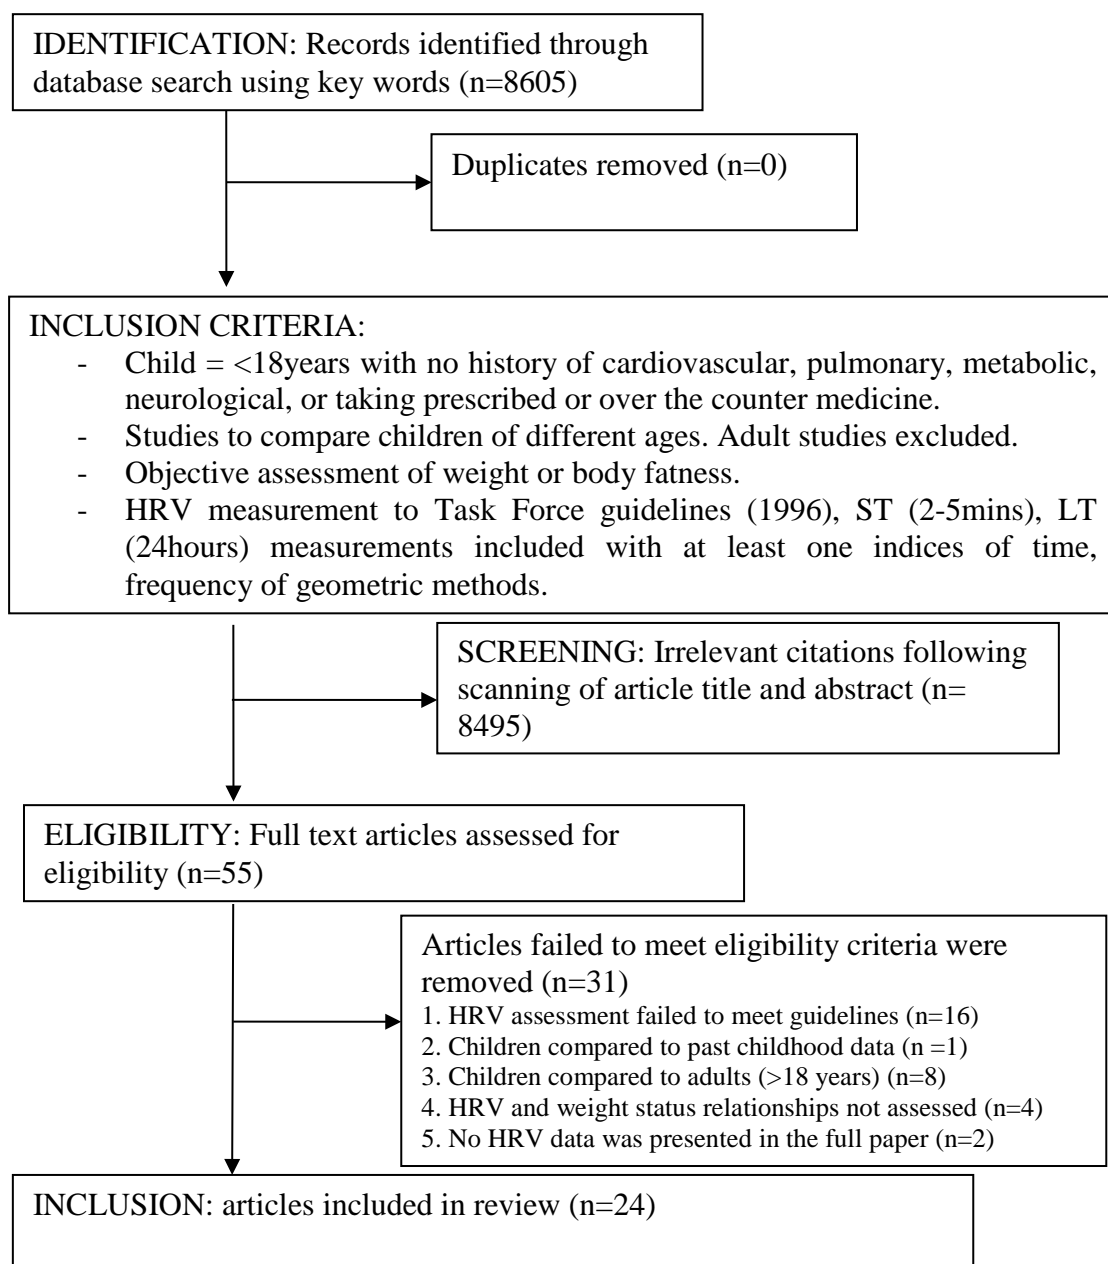 IDENTIFICATION: Records identified through
database search using key words (n=8605)
Duplicates removed (n=0)
INCLUSION CRITERIA:
- Child = <18years with no history of cardiovascular, pulmonary, metabolic,
neurological, or taking prescribed or over the counter medicine.
- Studies to compare children of different ages. Adult studies excluded.
- Objective assessment of weight or body fatness.
- HRV measurement to Task Force guidelines (1996), ST (2-5mins), LT
(24hours) measurements included with at least one indices of time,
frequency of geometric methods.
SCREENING: Irrelevant citations following
scanning of article title and abstract (n=
8495)
ELIGIBILITY: Full text articles assessed for
eligibility (n=55)
Articles failed to meet eligibility criteria were
removed (n=31)
1. HRV assessment failed to meet guidelines (n=16)
2. Children compared to past childhood data (n =1)
3. Children compared to adults (>18 years) (n=8)
4. HRV and weight status relationships not assessed (n=4)
5. No HRV data was presented in the full paper (n=2)
INCLUSION: articles included in review (n=24)